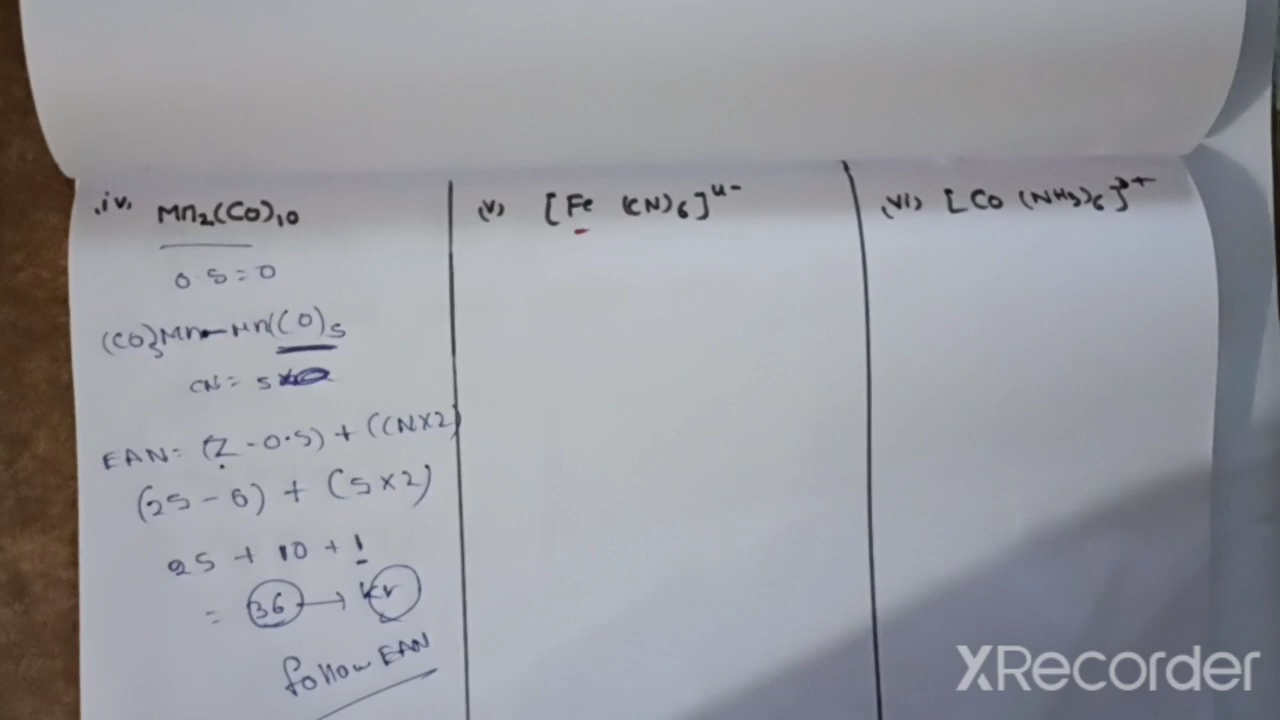 iv) Mn2(CO)10
O.S = 0
(CO)5Mn-Mn(CO)5
CN = 5
EAN = (Z - O.S) + (CN×2)
(25 - 0) + (5×2)
25 + 10 + 1
= 36 → Kr
follow EAN
(v) [Fe (CN)6]4-
(vi) [Co (NH3)6]3+
XRecorder